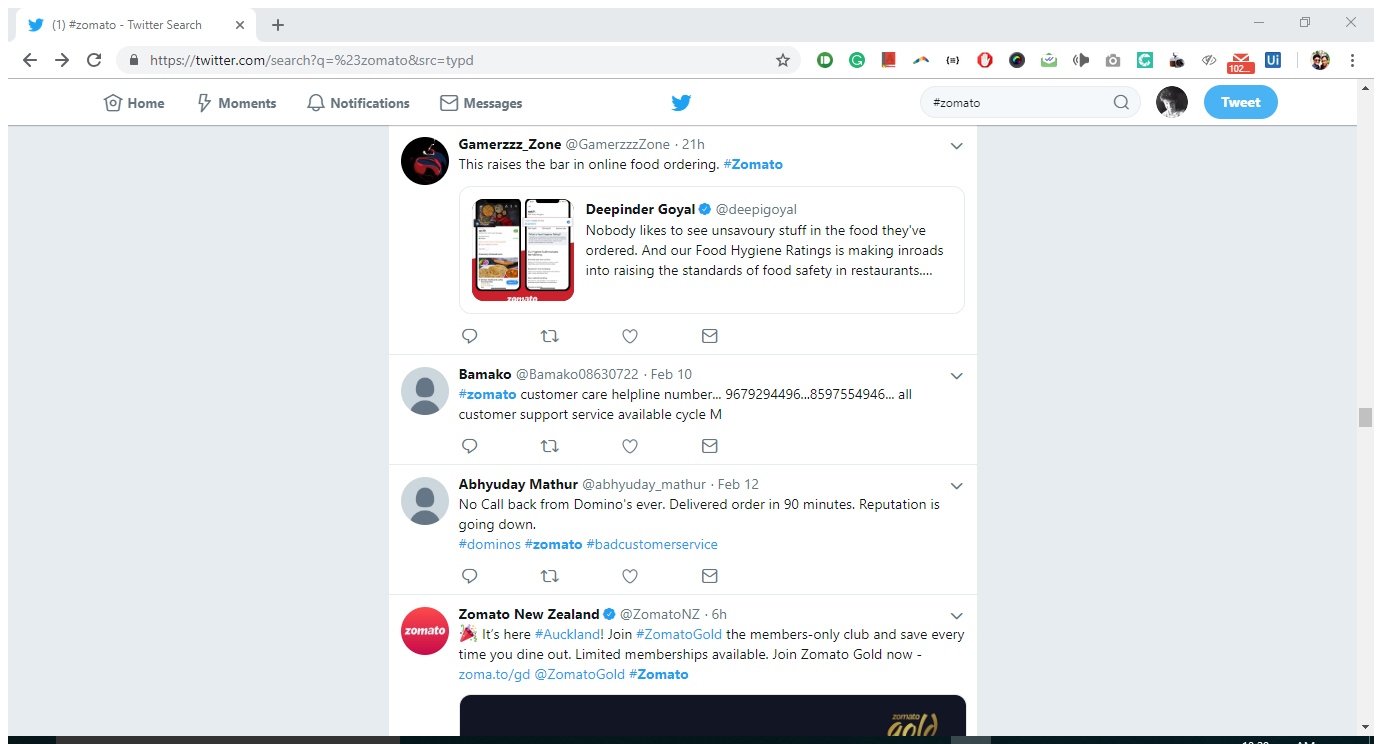 (1) #zomato - Twitter Search
https://twitter.com/search?q=%23zomato&src=typd
102...
Ui
Home Moments Notifications Messages #zomato Tweet
Gamerzzz_Zone @GamerzzzZone · 21h
This raises the bar in online food ordering. #Zomato
Deepinder Goyal @deepigoyal
Nobody likes to see unsavoury stuff in the food they've
ordered. And our Food Hygiene Ratings is making inroads
into raising the standards of food safety in restaurants....
zomato
Bamako @Bamako08630722 · Feb 10
#zomato customer care helpline number... 9679294496...8597554946... all
customer support service available cycle M
Abhyuday Mathur @abhyuday_mathur · Feb 12
No Call back from Domino's ever. Delivered order in 90 minutes. Reputation is
going down.
#dominos #zomato #badcustomerservice
zomato
Zomato New Zealand @ZomatoNZ · 6h
🎉 It's here #Auckland! Join #ZomatoGold the members-only club and save every
time you dine out. Limited memberships available. Join Zomato Gold now -
zoma.to/gd @ZomatoGold #Zomato
zomato
gold